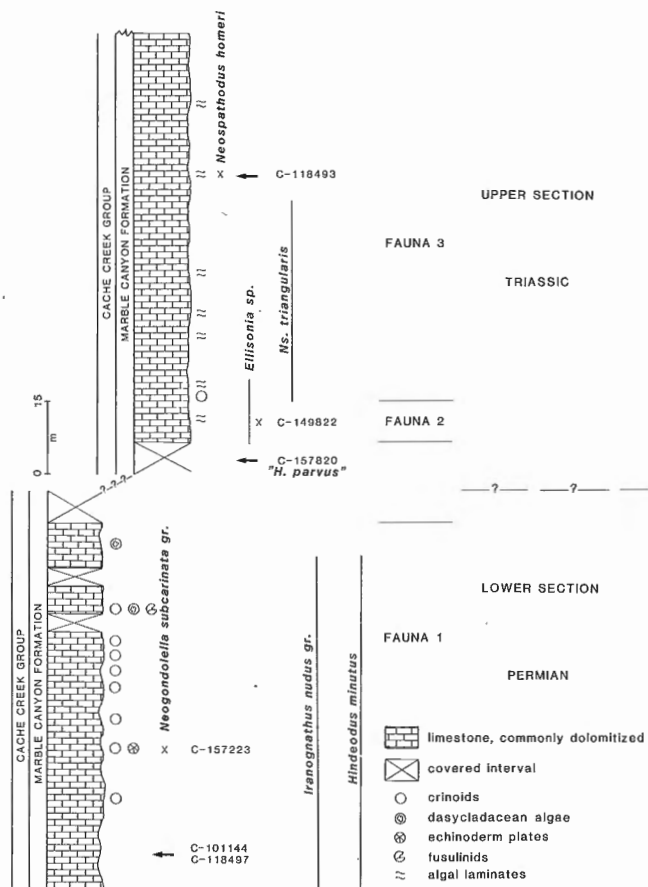 Neospathodus homeri
X C-118493
UPPER SECTION
FAUNA 3
TRIASSIC
CACHE CREEK GROUP
MARBLE CANYON FORMATION
Ellisonia sp.
Ns. triangularis
15
m
0
X C-149822
FAUNA 2
C-157820
"H. parvus"
-?-?-?-
?
?
Neogondolella subcarinata gr.
LOWER SECTION
FAUNA 1
PERMIAN
CACHE CREEK GROUP
MARBLE CANYON FORMATION
Iranognathus nudus gr.
Hindeodus minutus
X C-157223
C-101144
C-118497
limestone, commonly dolomitized
covered interval
crinoids
dasycladacean algae
echinoderm plates
fusulinids
algal laminates